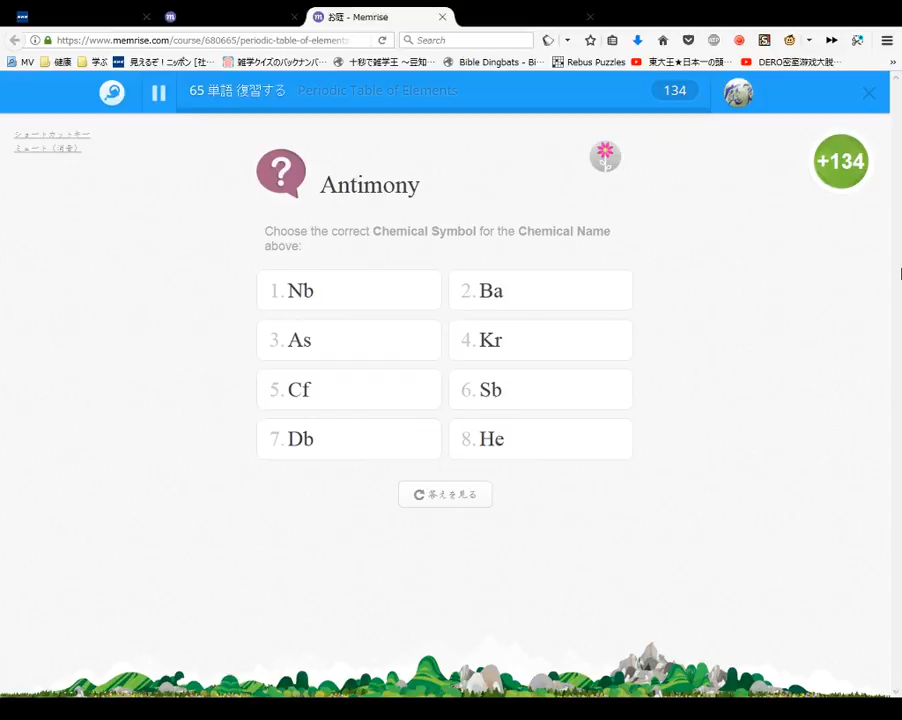 お庭 - Memrise
https://www.memrise.com/course/680665/periodic-table-of-elements
Search
MV
健康
学ぶ
見えるぞ！ニッポン [社…
雑学クイズのバックナンバ…
十秒で雑学王 ～豆知…
Bible Dingbats - Bi…
Rebus Puzzles
東大王★日本一の頭…
DERO密室游戏大脱…
65 単語 復習する Periodic Table of Elements
134
ショートカットキー
ミュート（消音）
+134
?
Antimony
Choose the correct Chemical Symbol for the Chemical Name
above:
1. Nb
2. Ba
3. As
4. Kr
5. Cf
6. Sb
7. Db
8. He
答えを見る